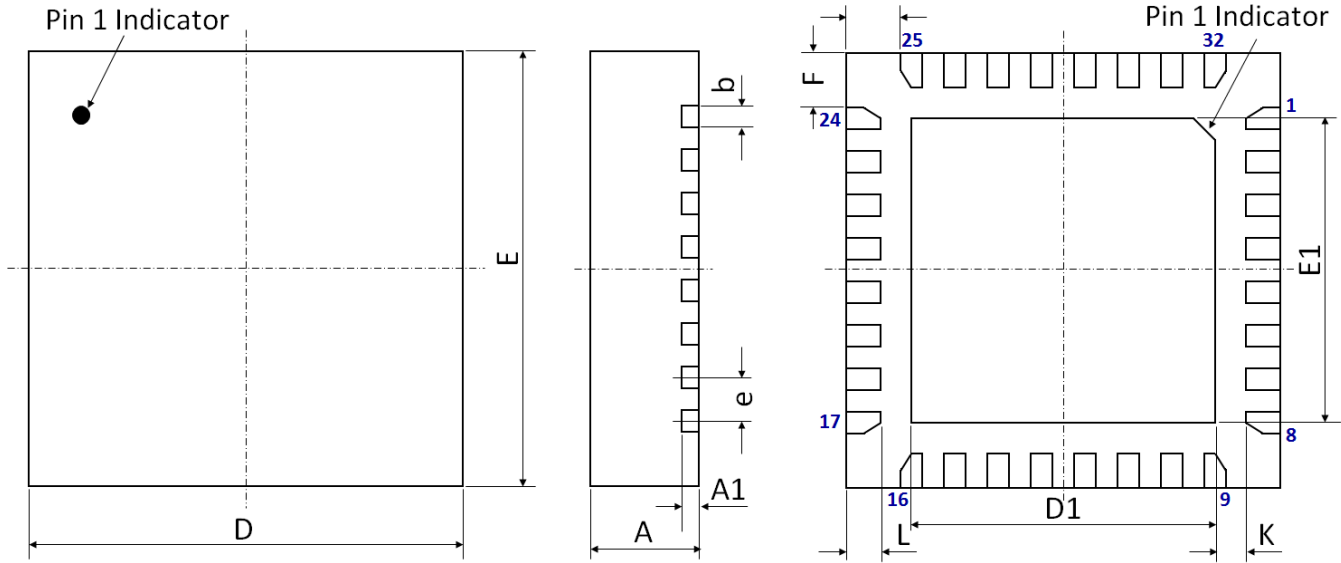 Pin 1 Indicator
E
D
b
e
A1
A
Pin 1 Indicator
25
32
F
24
1
E1
17
8
16
9
D1
L
K